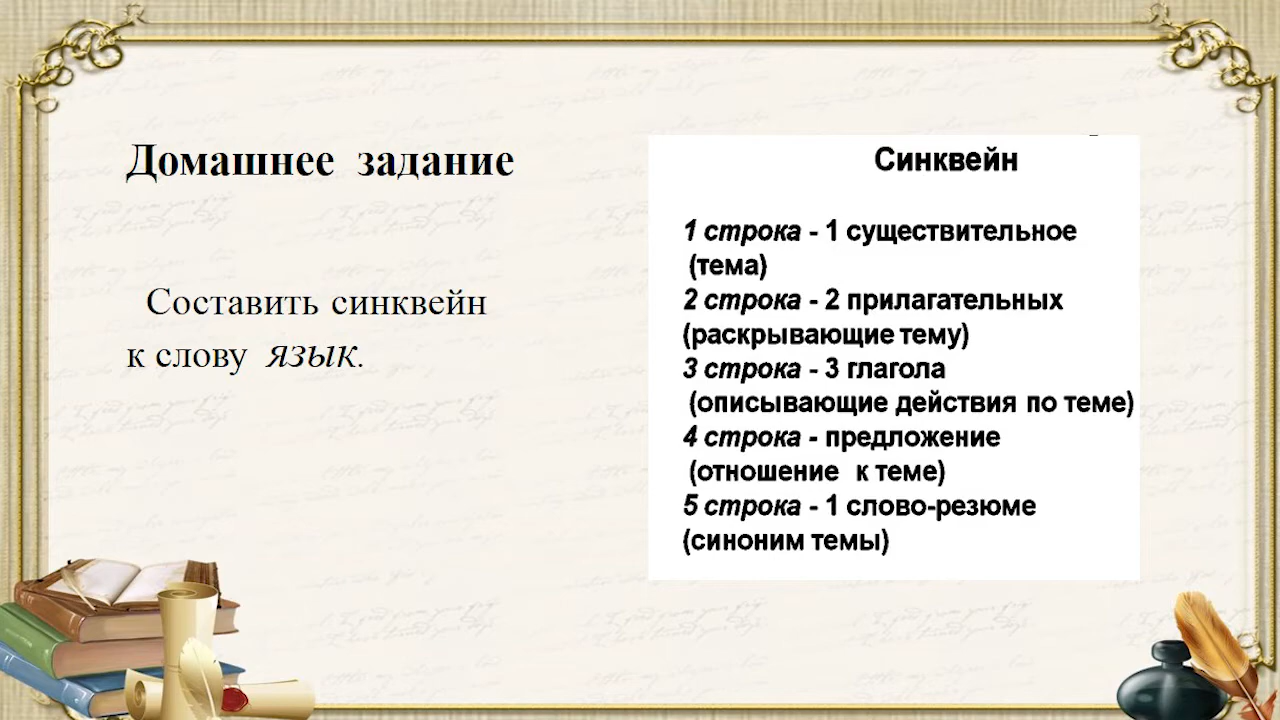 Домашнее задание
Составить синквейн
к слову язык.
Синквейн
1 строка - 1 существительное
(тема)
2 строка - 2 прилагательных
(раскрывающие тему)
3 строка - 3 глагола
(описывающие действия по теме)
4 строка - предложение
(отношение к теме)
5 строка - 1 слово-резюме
(синоним темы)